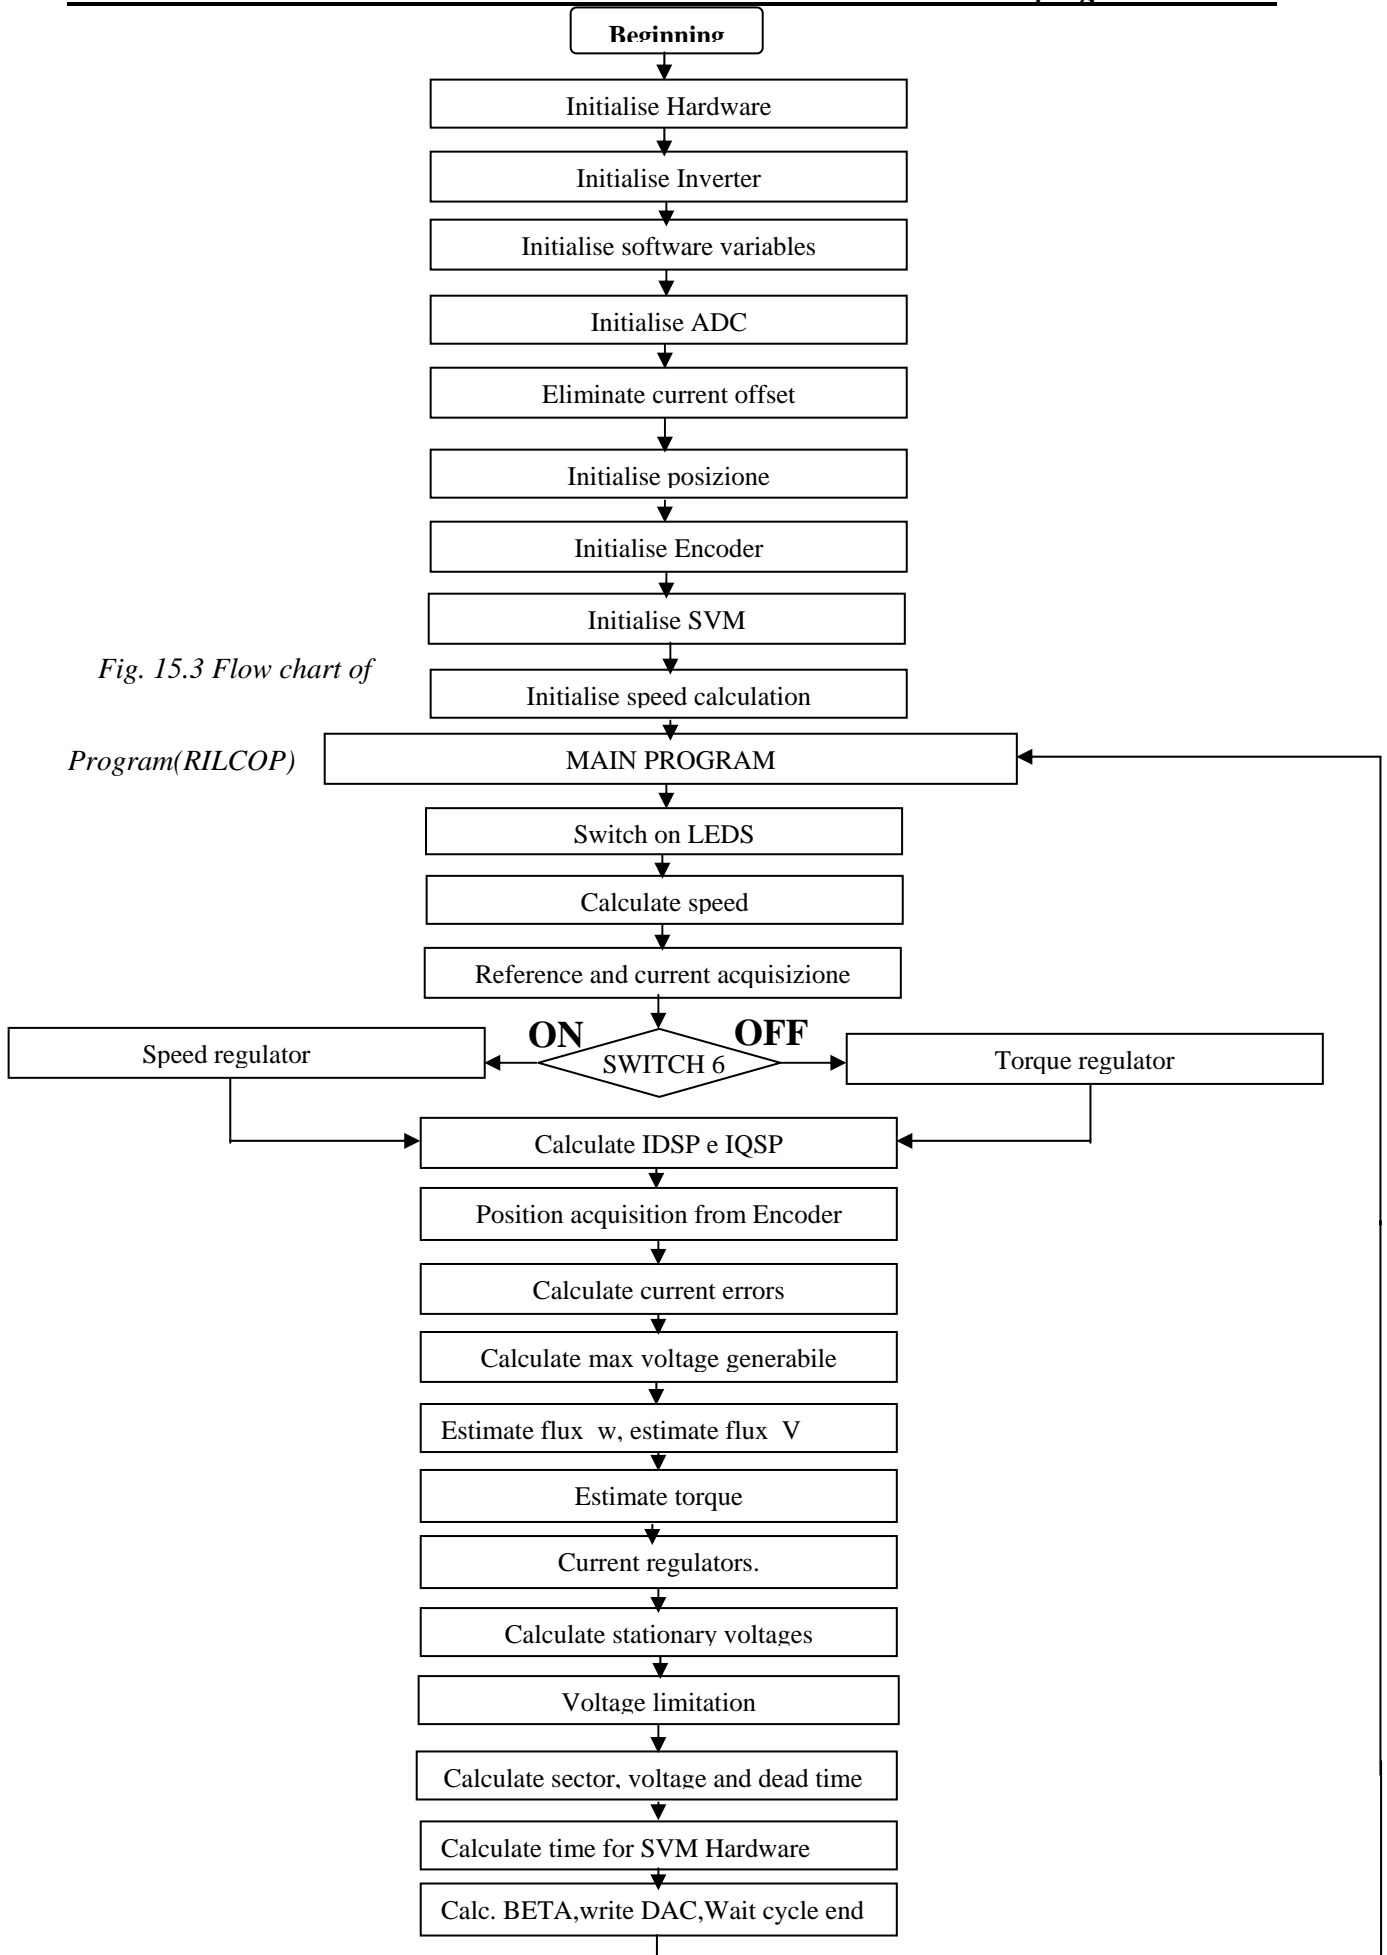 Beginning
Initialise Hardware
Initialise Inverter
Initialise software variables
Initialise ADC
Eliminate current offset
Initialise posizione
Initialise Encoder
Initialise SVM
Fig. 15.3 Flow chart of
Initialise speed calculation
Program(RILCOP)
MAIN PROGRAM
Switch on LEDS
Calculate speed
Reference and current acquisizione
ON
OFF
Speed regulator
SWITCH 6
Torque regulator
Calculate IDSP e IQSP
Position acquisition from Encoder
Calculate current errors
Calculate max voltage generabile
Estimate flux w, estimate flux V
Estimate torque
Current regulators.
Calculate stationary voltages
Voltage limitation
Calculate sector, voltage and dead time
Calculate time for SVM Hardware
Calc. BETA,write DAC,Wait cycle end